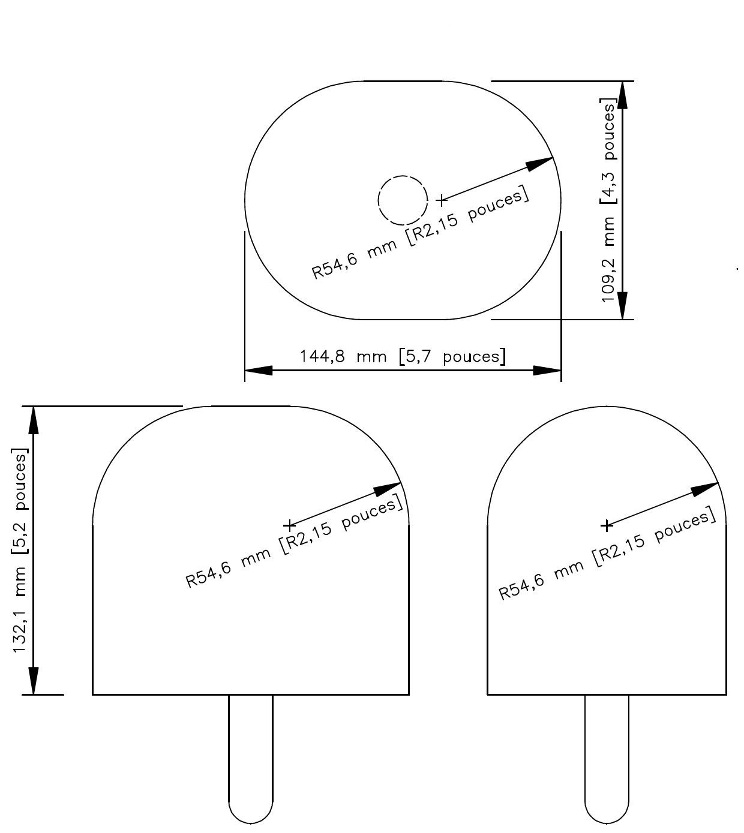 109,2 mm [4,3 pouces]
R54,6 mm [R2,15 pouces]
144,8 mm [5,7 pouces]
132,1 mm [5,2 pouces]
R54,6 mm [R2,15 pouces]
R54,6 mm [R2,15 pouces]